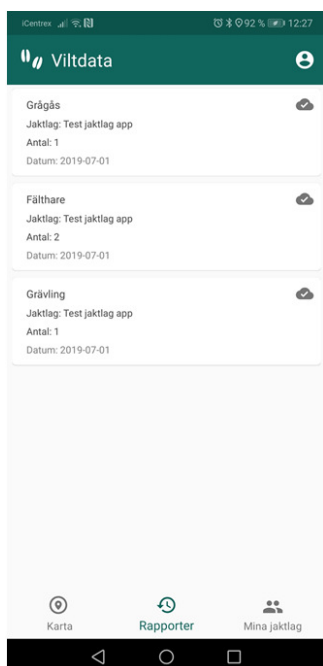 iCentrex 92 % 12:27
Viltdata
Grågås
Jaktlag: Test jaktlag app
Antal: 1
Datum: 2019-07-01
Fälthare
Jaktlag: Test jaktlag app
Antal: 2
Datum: 2019-07-01
Grävling
Jaktlag: Test jaktlag app
Antal: 1
Datum: 2019-07-01
Karta Rapporter Mina jaktlag